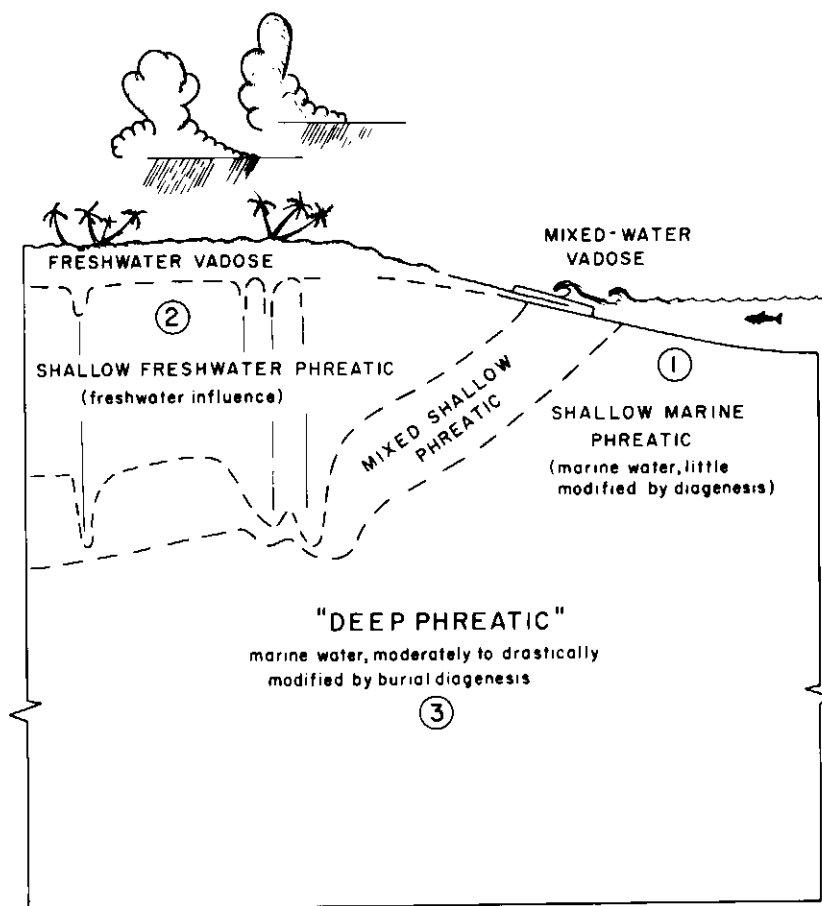 MIXED-WATER
VADOSE
FRESHWATER VADOSE
2
SHALLOW FRESHWATER PHREATIC
(freshwater influence)
MIXED SHALLOW
PHREATIC
1
SHALLOW MARINE
PHREATIC
(marine water, little
modified by diagenesis)
"DEEP PHREATIC"
marine water, moderately to drastically
modified by burial diagenesis
3